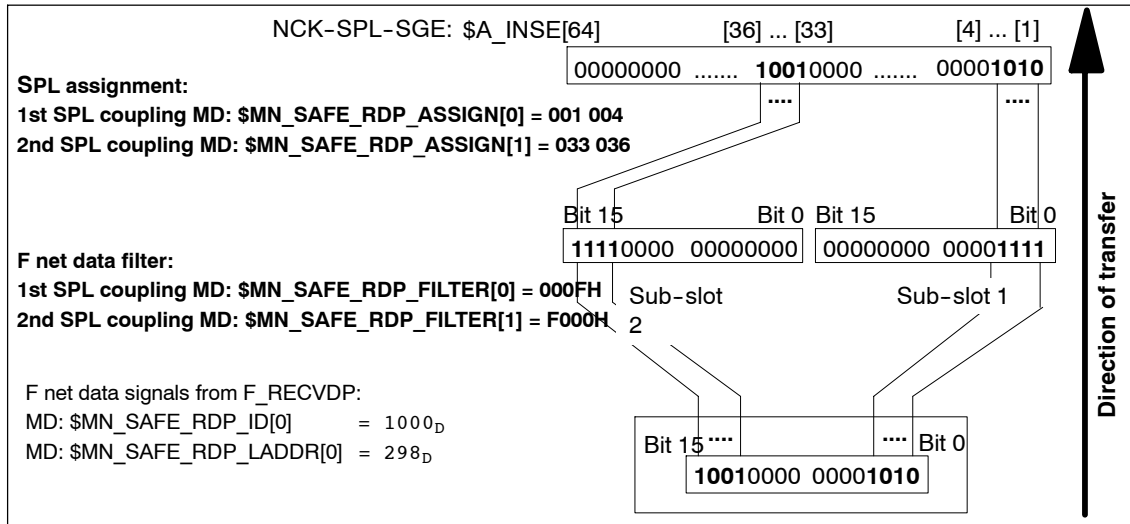 NCK-SPL-SGE: $A_INSE[64] [36] ... [33] [4] ... [1]
00000000 ....... 10010000 ....... 00001010
SPL assignment:
.... ....
1st SPL coupling MD: $MN_SAFE_RDP_ASSIGN[0] = 001 004
2nd SPL coupling MD: $MN_SAFE_RDP_ASSIGN[1] = 033 036
Direction of transfer
Bit 15 Bit 0 Bit 15 Bit 0
11110000 00000000 00000000 00001111
F net data filter:
1st SPL coupling MD: $MN_SAFE_RDP_FILTER[0] = 000FH
Sub-slot 2
Sub-slot 1
2nd SPL coupling MD: $MN_SAFE_RDP_FILTER[1] = F000H
F net data signals from F_RECVDP:
MD: $MN_SAFE_RDP_ID[0] = 1000D
MD: $MN_SAFE_RDP_LADDR[0] = 298D
Bit 15 .... .... Bit 0
10010000 00001010